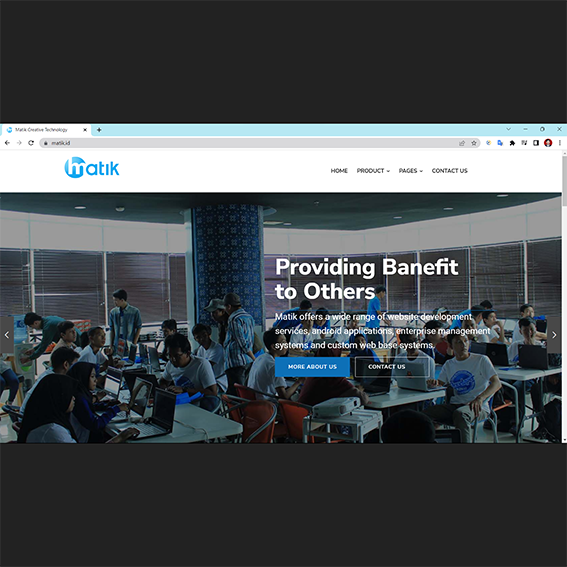 Matik Creative Technology
matik.id
matik
HOME PRODUCT PAGES CONTACT US
Providing Banefit
to Others
Matik offers a wide range of website development
services, android applications, enterprise management
systems and custom web base systems.
MORE ABOUT US CONTACT US